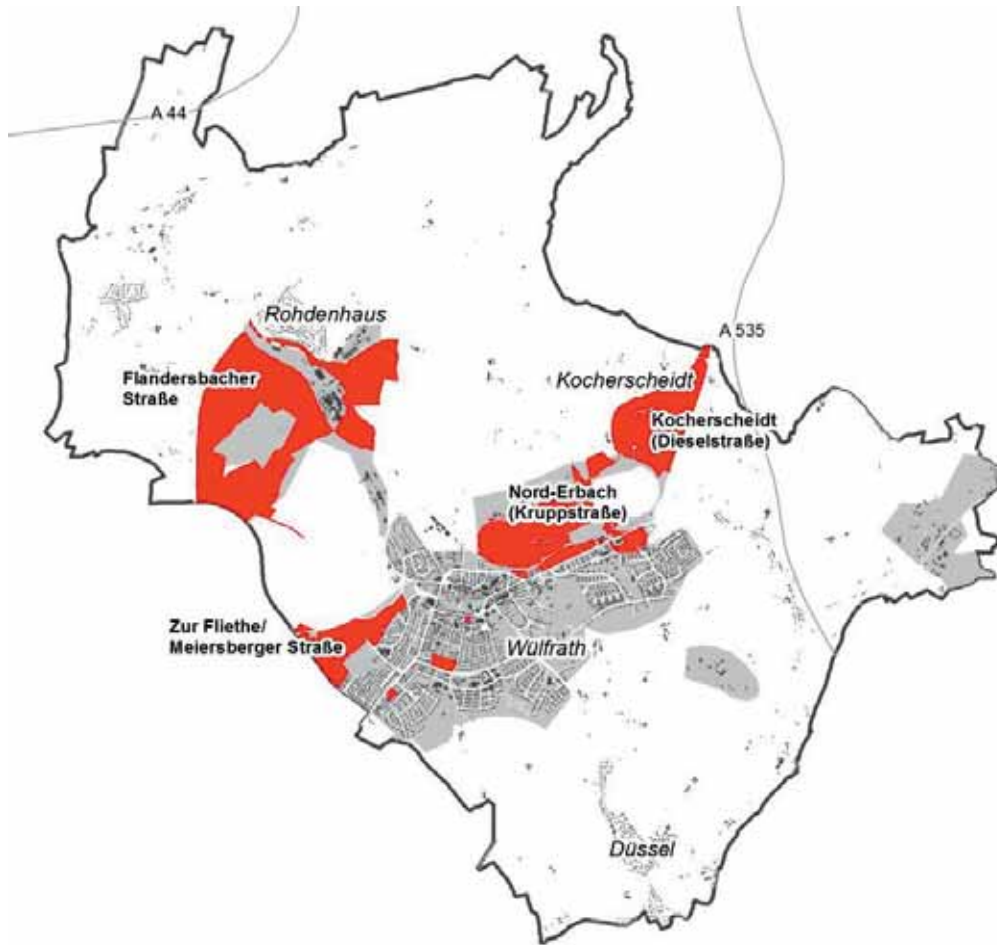 A 44
Rohdenhaus
A 535
Flandersbacher
Straße
Kocherscheidt
Kocherscheidt
(Dieselstraße)
Nord-Erbach
(Kruppstraße)
Zur Fliethe/
Meiersberger Straße
Wülfrath
Düssel